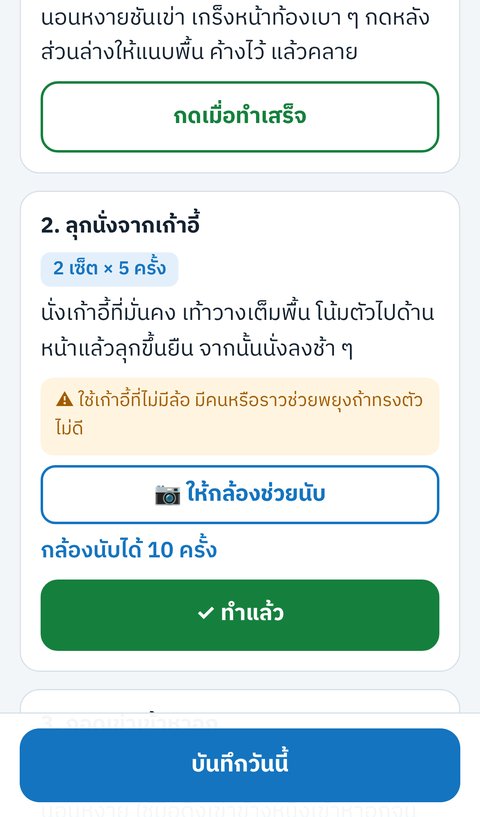 นอนหงายชันเข่า เกร็งหน้าท้องเบา ๆ กดหลัง
ส่วนล่างให้แนบพื้น ค้างไว้ แล้วคลาย
กดเมื่อทำเสร็จ
2. ลุกนั่งจากเก้าอี้
2 เซ็ต × 5 ครั้ง
นั่งเก้าอี้ที่มั่นคง เท้าวางเต็มพื้น โน้มตัวไปด้าน
หน้าแล้วลุกขึ้นยืน จากนั้นนั่งลงช้า ๆ
⚠ ใช้เก้าอี้ที่ไม่มีล้อ มีคนหรือราวช่วยพยุงถ้าทรงตัว
ไม่ดี
📷 ให้กล้องช่วยนับ
กล้องนับได้ 10 ครั้ง
✓ ทำแล้ว
บันทึกวันนี้